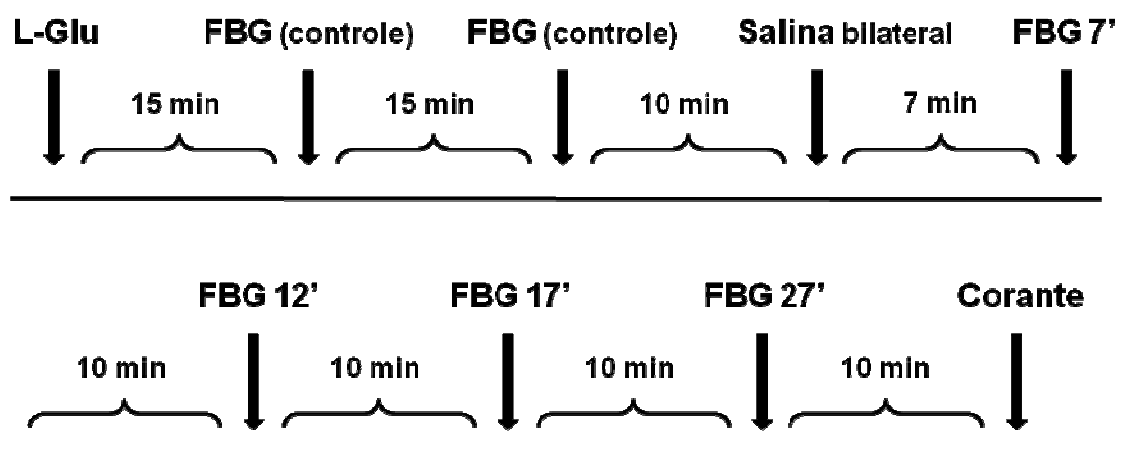 L-Glu FBG (controle) FBG (controle) Salina bilateral FBG 7’
15 min 15 min 10 min 7 min
FBG 12’ FBG 17’ FBG 27’ Corante
10 min 10 min 10 min 10 min